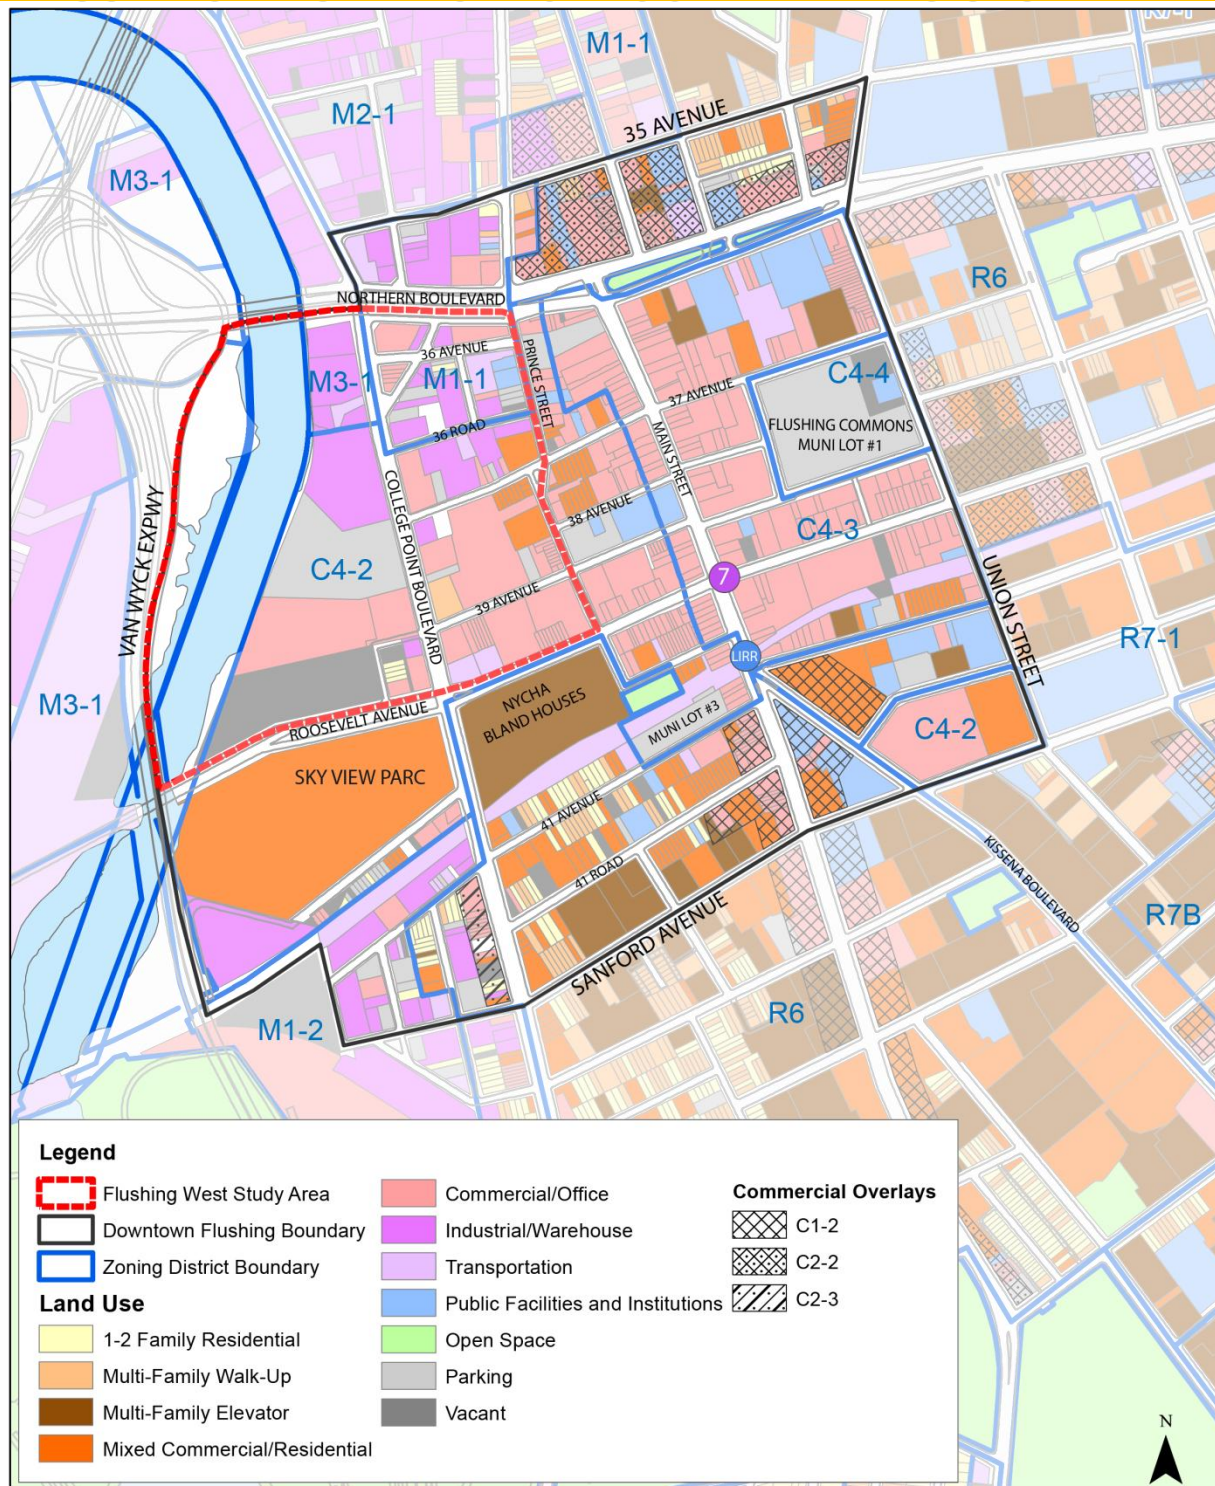 R7-1
M1-1
M2-1
35 AVENUE
M3-1
R6
NORTHERN BOULEVARD
36 AVENUE
PRINCE STREET
M3-1
M1-1
C4-4
37 AVENUE
36 ROAD
MAIN STREET
FLUSHING COMMONS
MUNI LOT #1
COLLEGE POINT BOULEVARD
38 AVENUE
C4-3
VAN WYCK EXPWY
C4-2
7
39 AVENUE
UNION STREET
LIRR
R7-1
M3-1
NYCHA
BLAND HOUSES
ROOSEVELT AVENUE
MUNI LOT #3
C4-2
SKY VIEW PARC
41 AVENUE
KISSENA BOULEVARD
41 ROAD
R7B
SANFORD AVENUE
R6
M1-2
Legend
Flushing West Study Area
Downtown Flushing Boundary
Zoning District Boundary
Land Use
1-2 Family Residential
Multi-Family Walk-Up
Multi-Family Elevator
Mixed Commercial/Residential
Commercial/Office
Industrial/Warehouse
Transportation
Public Facilities and Institutions
Open Space
Parking
Vacant
Commercial Overlays
C1-2
C2-2
C2-3
N